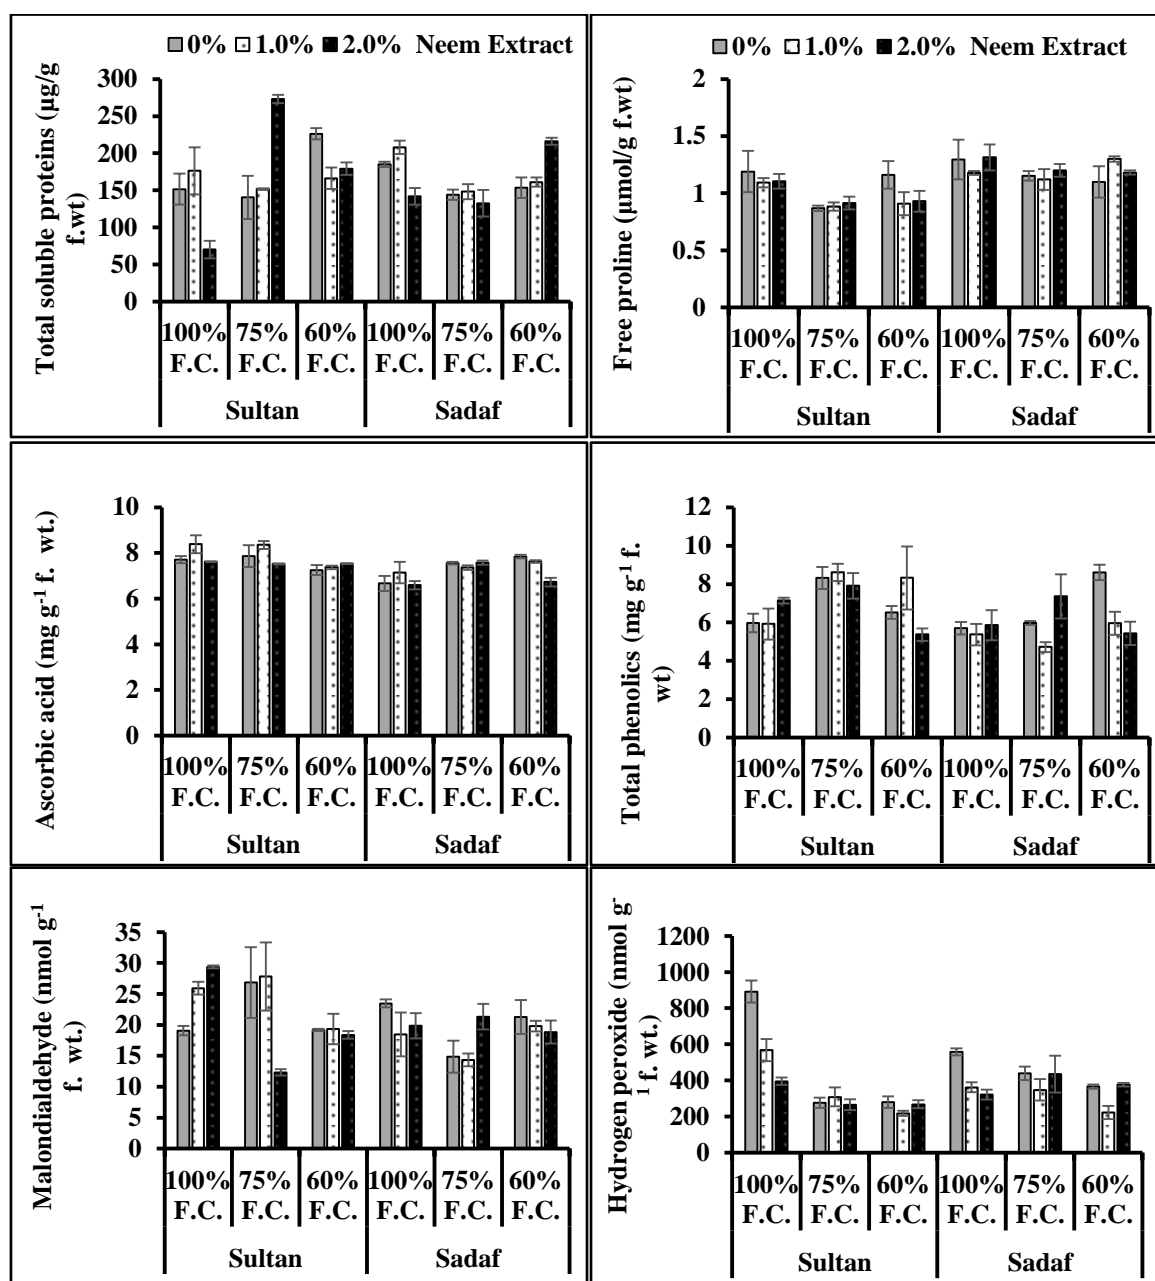 0% 1.0% 2.0% Neem Extract
Total soluble proteins (µg/g
f.wt)
300
250
200
150
100
50
0
100% 75% 60% 100% 75% 60%
F.C. F.C. F.C. F.C. F.C. F.C.
Sultan Sadaf
0% 1.0% 2.0% Neem Extract
Free proline (µmol/g f.wt)
2
1.5
1
0.5
0
100% 75% 60% 100% 75% 60%
F.C. F.C. F.C. F.C. F.C. F.C.
Sultan Sadaf
Ascorbic acid (mg g-1 f. wt.)
10
8
6
4
2
0
100% 75% 60% 100% 75% 60%
F.C. F.C. F.C. F.C. F.C. F.C.
Sultan Sadaf
Total phenolics (mg g-1 f.
wt)
12
10
8
6
4
2
0
100% 75% 60% 100% 75% 60%
F.C. F.C. F.C. F.C. F.C. F.C.
Sultan Sadaf
Malondialdehyde (nmol g-1
f. wt.)
35
30
25
20
15
10
5
0
100% 75% 60% 100% 75% 60%
F.C. F.C. F.C. F.C. F.C. F.C.
Sultan Sadaf
Hydrogen peroxide (nmol g-
1 f. wt.)
1200
1000
800
600
400
200
0
100% 75% 60% 100% 75% 60%
F.C. F.C. F.C. F.C. F.C. F.C.
Sultan Sadaf